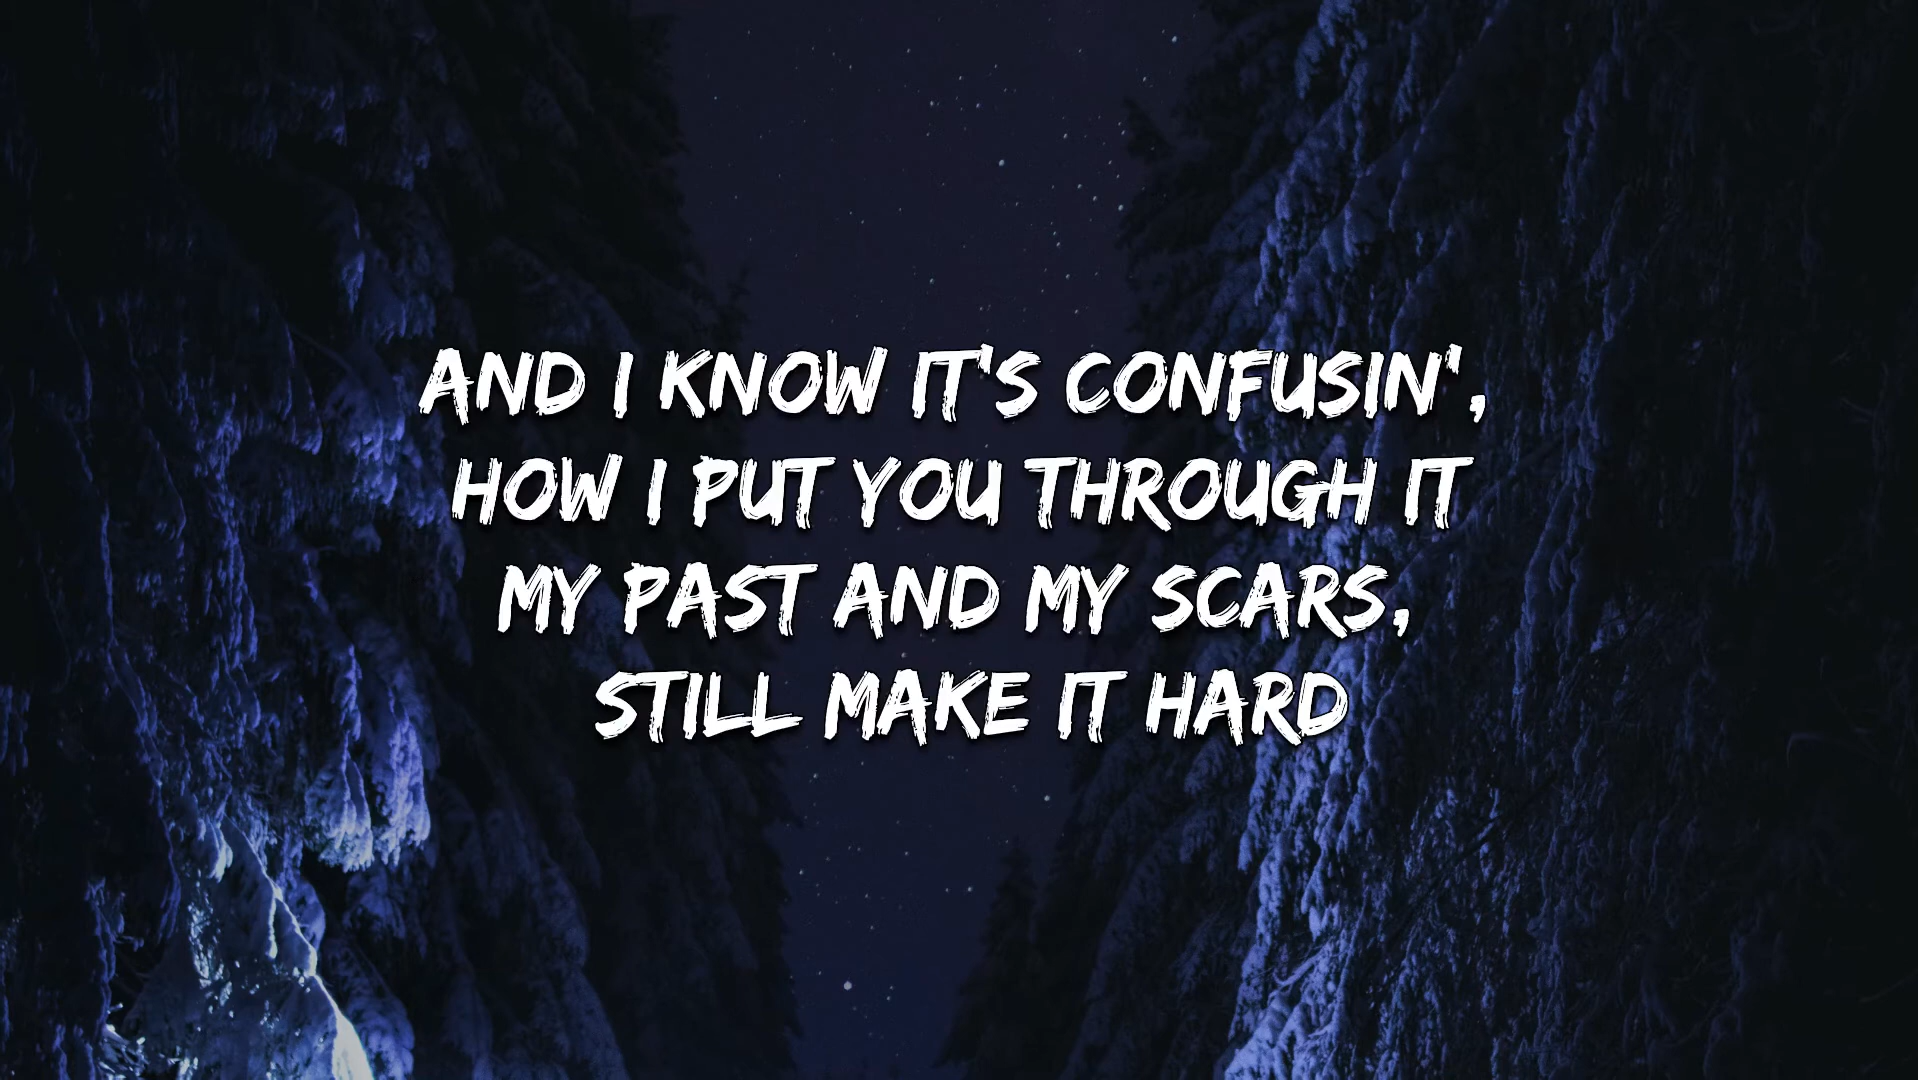 AND I KNOW IT'S CONFUSIN',
HOW I PUT YOU THROUGH IT
MY PAST AND MY SCARS,
STILL MAKE IT HARD